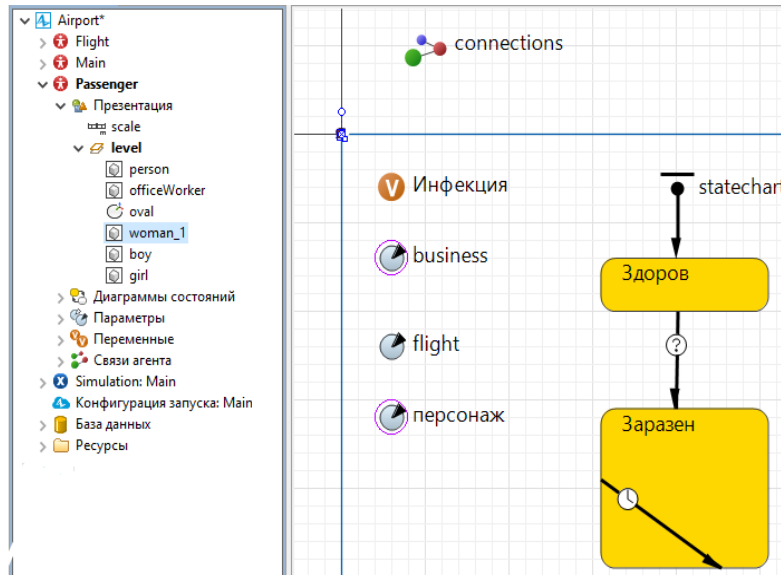 Airport*
Flight
Main
Passenger
Презентация
scale
level
person
officeWorker
oval
woman_1
boy
girl
Диаграммы состояний
Параметры
Переменные
Связи агента
Simulation: Main
Конфигурация запуска: Main
База данных
Ресурсы
connections
V Инфекция
statechart
business
Здоров
flight
?
персонаж
Заразен